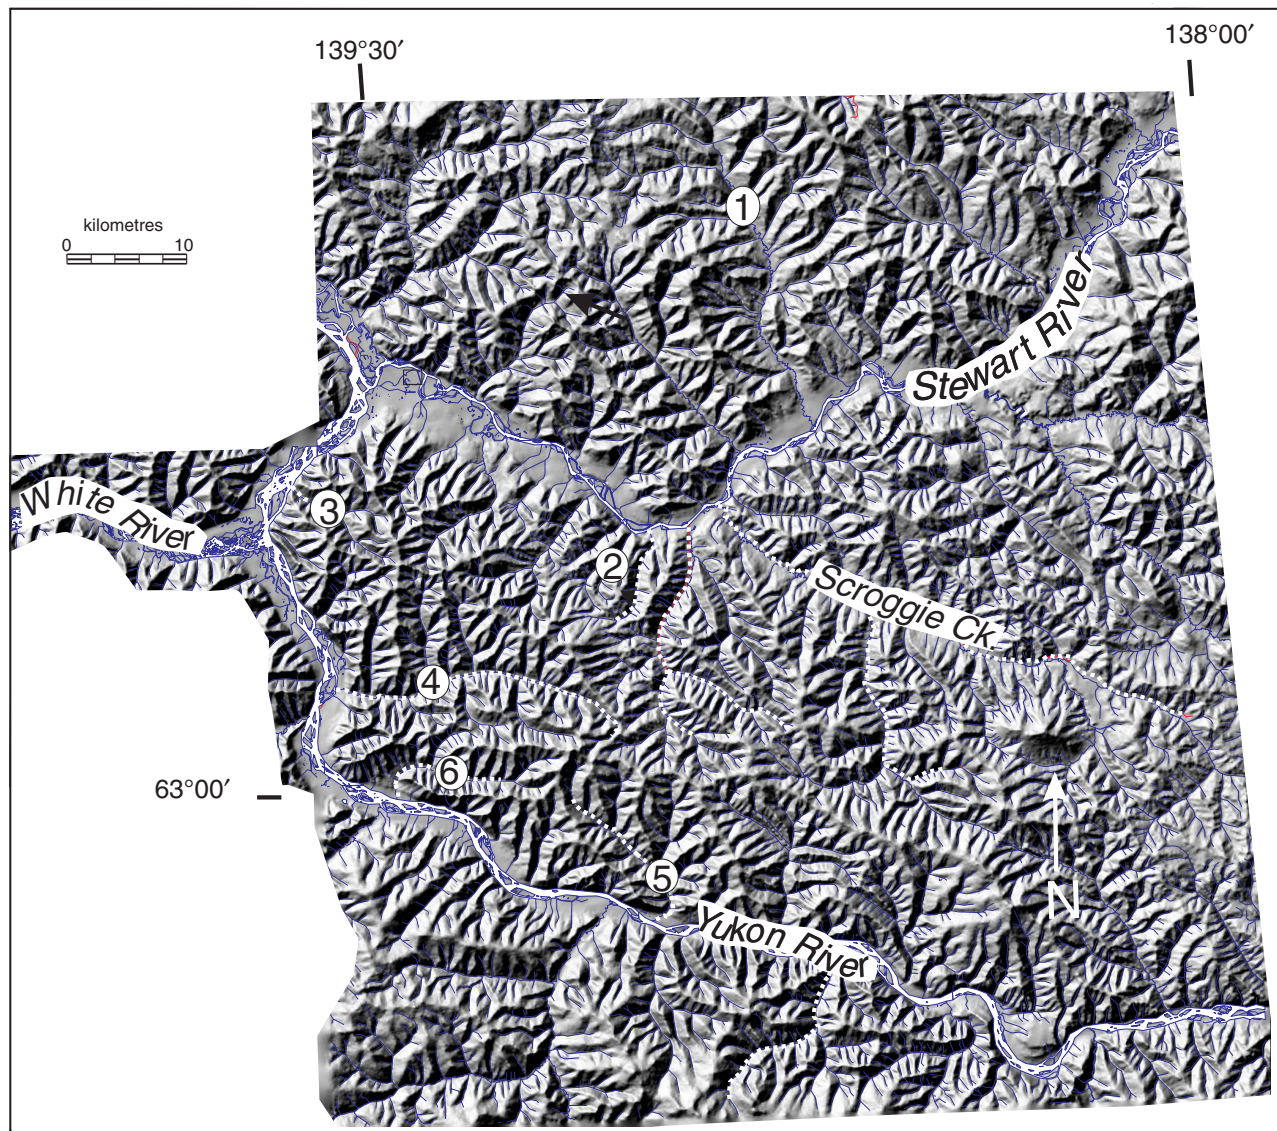 139°30′
138°00′
kilometres
0 10
1
Stewart River
White River
3
2
Scroggie Ck.
4
6
63°00′
5
N
Yukon River